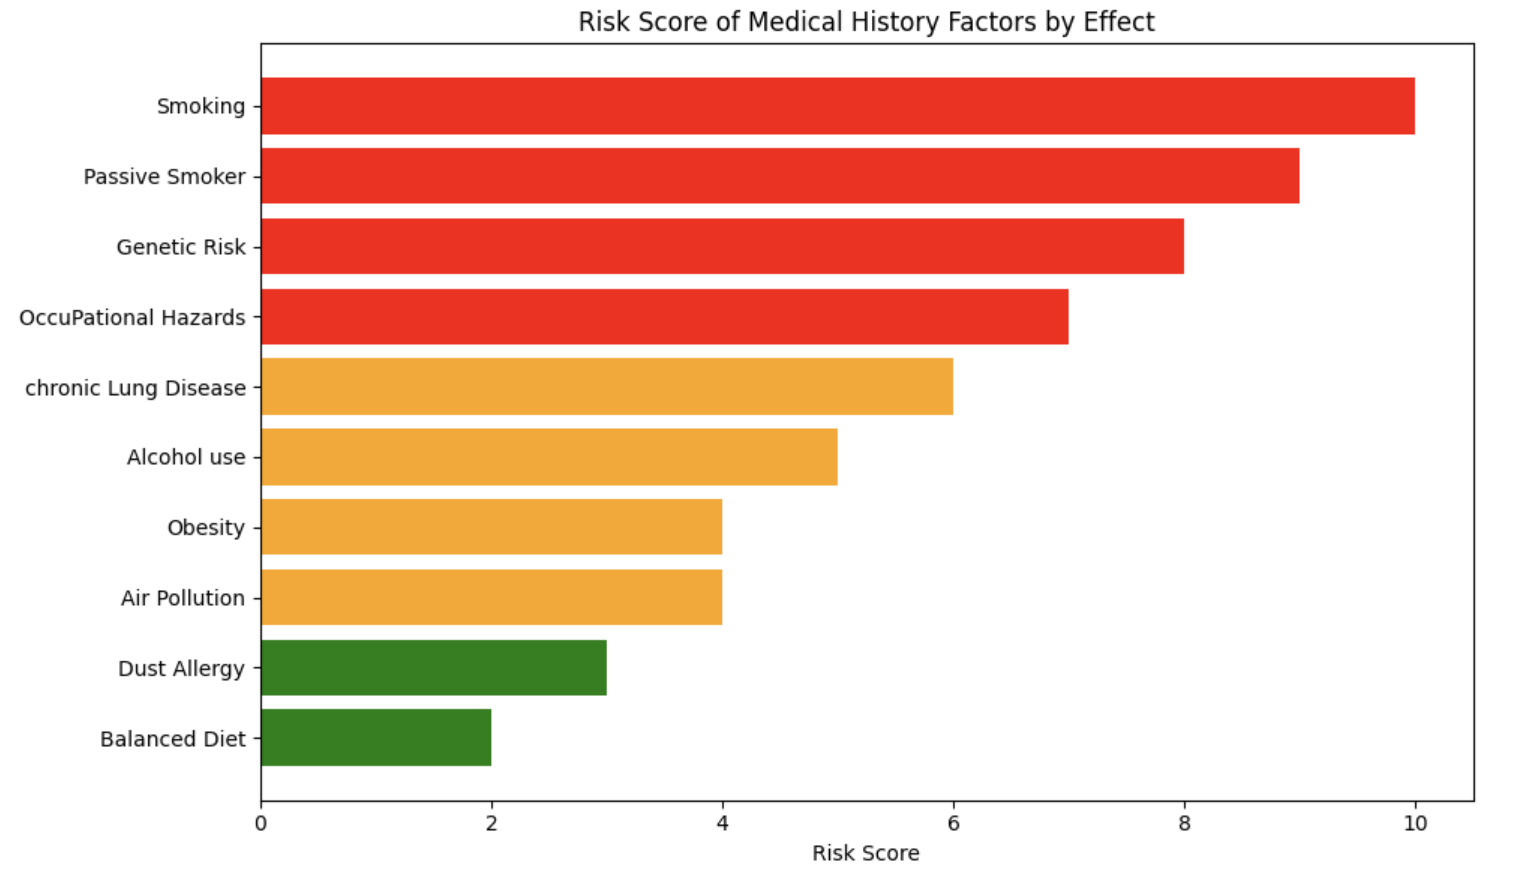 Risk Score of Medical History Factors by Effect
Smoking
Passive Smoker
Genetic Risk
OccuPational Hazards
chronic Lung Disease
Alcohol use
Obesity
Air Pollution
Dust Allergy
Balanced Diet
0 2 4 6 8 10
Risk Score